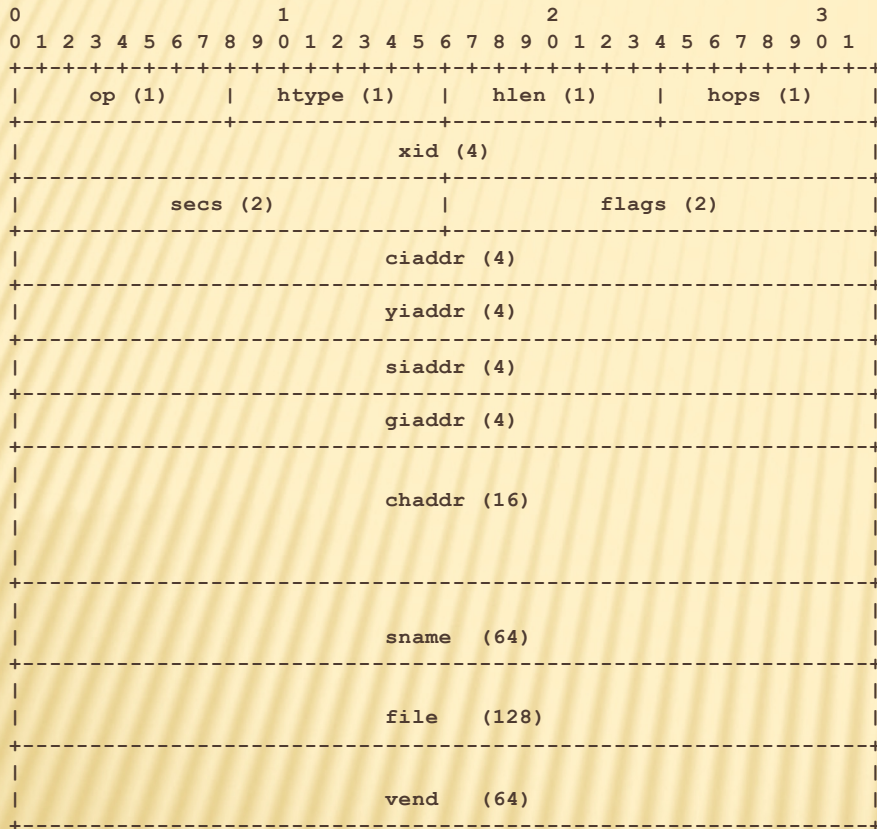 0                   1                   2                   3
0 1 2 3 4 5 6 7 8 9 0 1 2 3 4 5 6 7 8 9 0 1 2 3 4 5 6 7 8 9 0 1
+-+-+-+-+-+-+-+-+-+-+-+-+-+-+-+-+-+-+-+-+-+-+-+-+-+-+-+-+-+-+-+-+
|     op (1)    |   htype (1)   |   hlen (1)    |   hops (1)    |
+---------------+---------------+---------------+---------------+
|                            xid (4)                            |
+-------------------------------+-------------------------------+
|           secs (2)            |           flags (2)           |
+-------------------------------+-------------------------------+
|                           ciaddr (4)                          |
+---------------------------------------------------------------+
|                           yiaddr (4)                          |
+---------------------------------------------------------------+
|                           siaddr (4)                          |
+---------------------------------------------------------------+
|                           giaddr (4)                          |
+---------------------------------------------------------------+
|                                                               |
|                           chaddr (16)                         |
|                                                               |
|                                                               |
+---------------------------------------------------------------+
|                                                               |
|                           sname  (64)                         |
+---------------------------------------------------------------+
|                                                               |
|                           file   (128)                        |
+---------------------------------------------------------------+
|                                                               |
|                           vend   (64)                         |
+---------------------------------------------------------------+